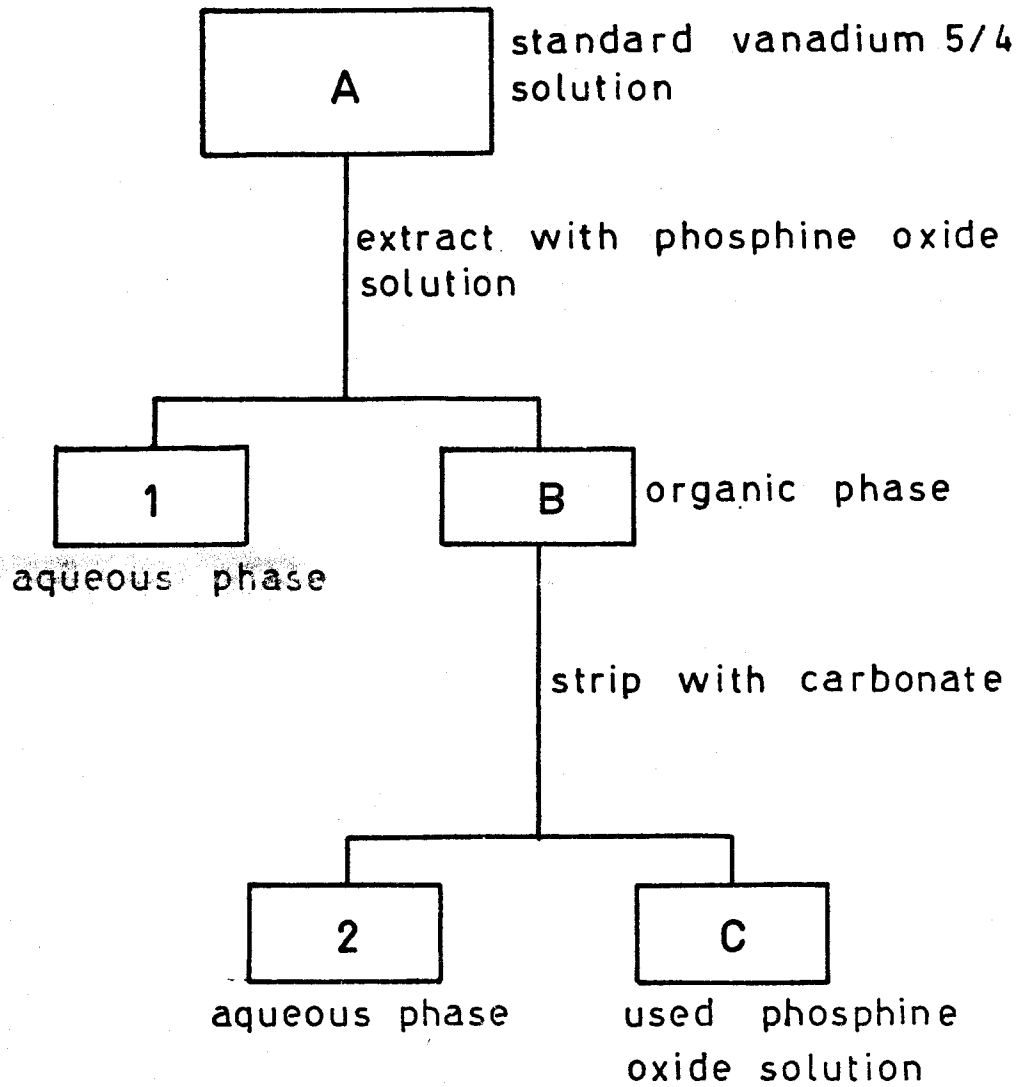 A
standard vanadium 5/4
solution
extract with phosphine oxide
solution
1
aqueous phase
B
organic phase
strip with carbonate
2
aqueous phase
C
used phosphine
oxide solution